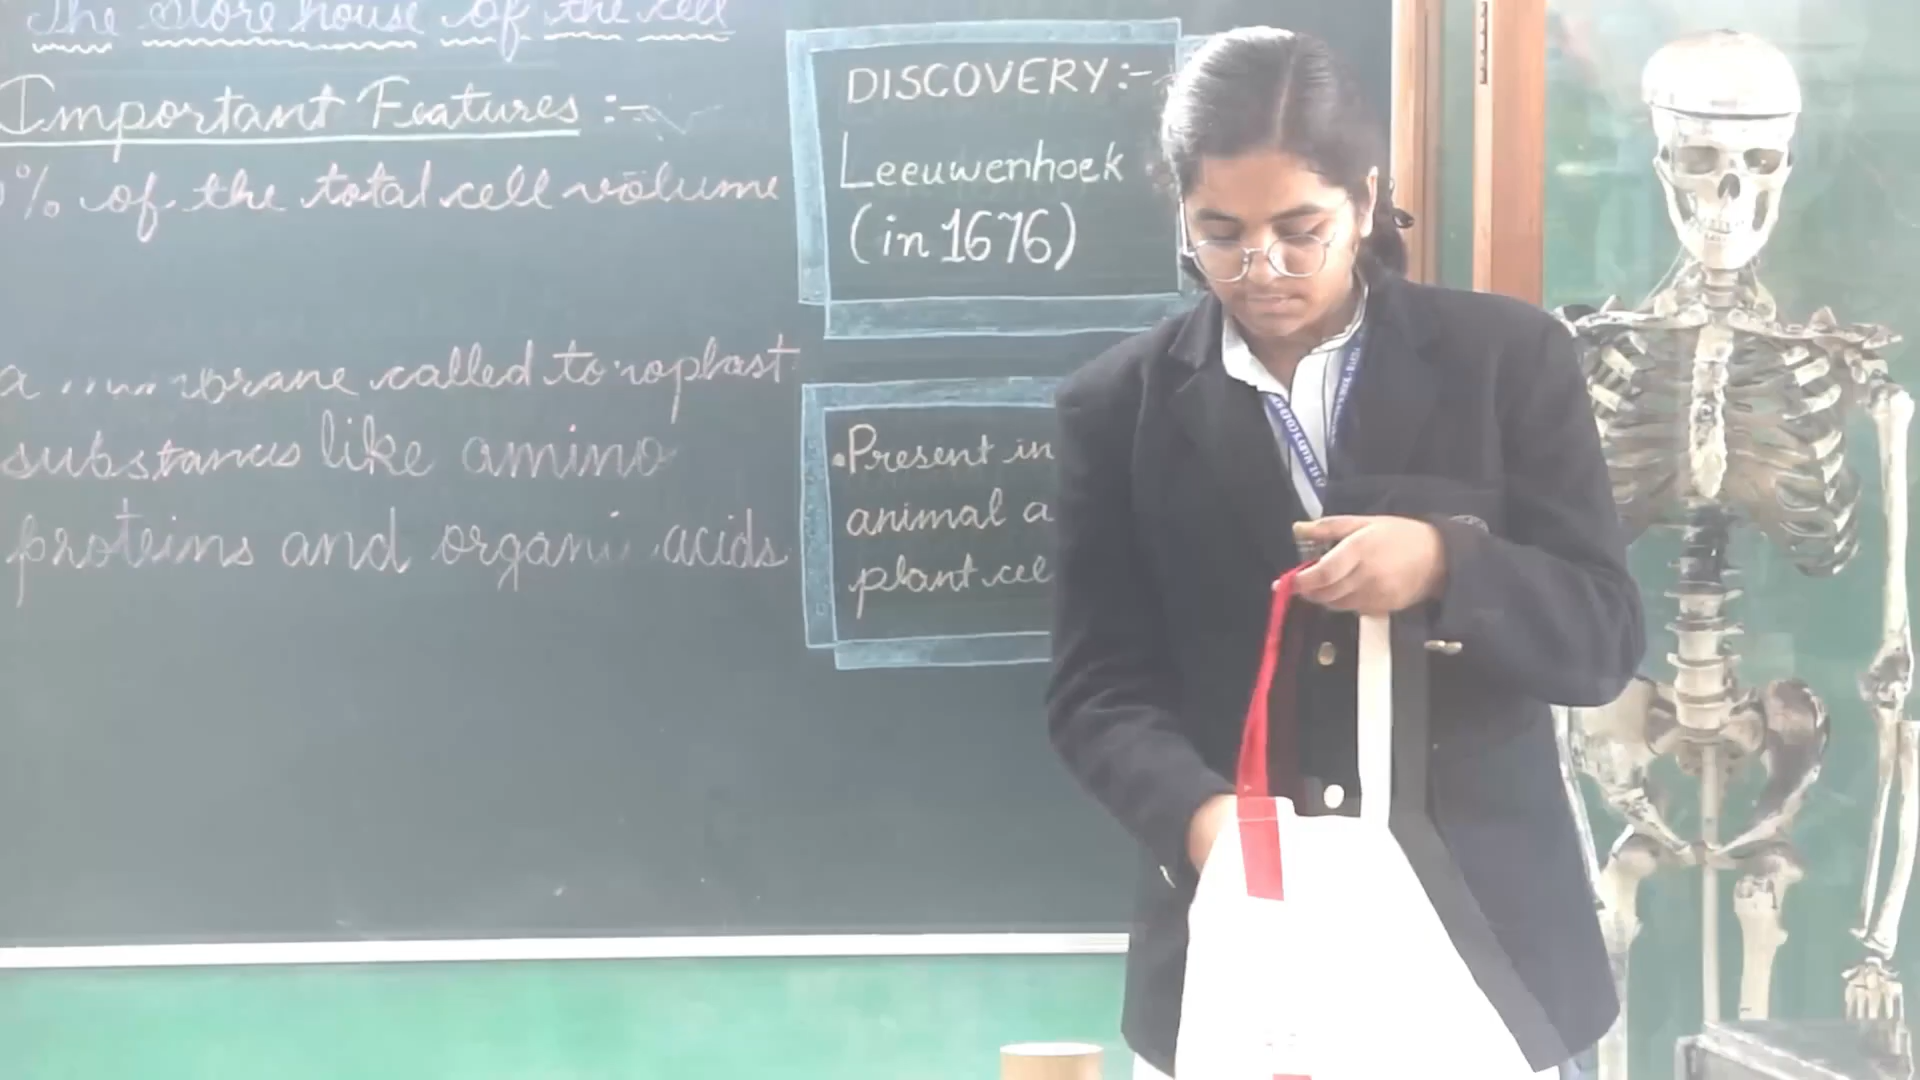 The Store house of the cell
Important Features :-
% of the total cell volume
a called tonoplast
substances like amino
proteins and organic acids
DISCOVERY:-
Leeuwenhoek
(in 1676)
• Present in
animal a
plant cel